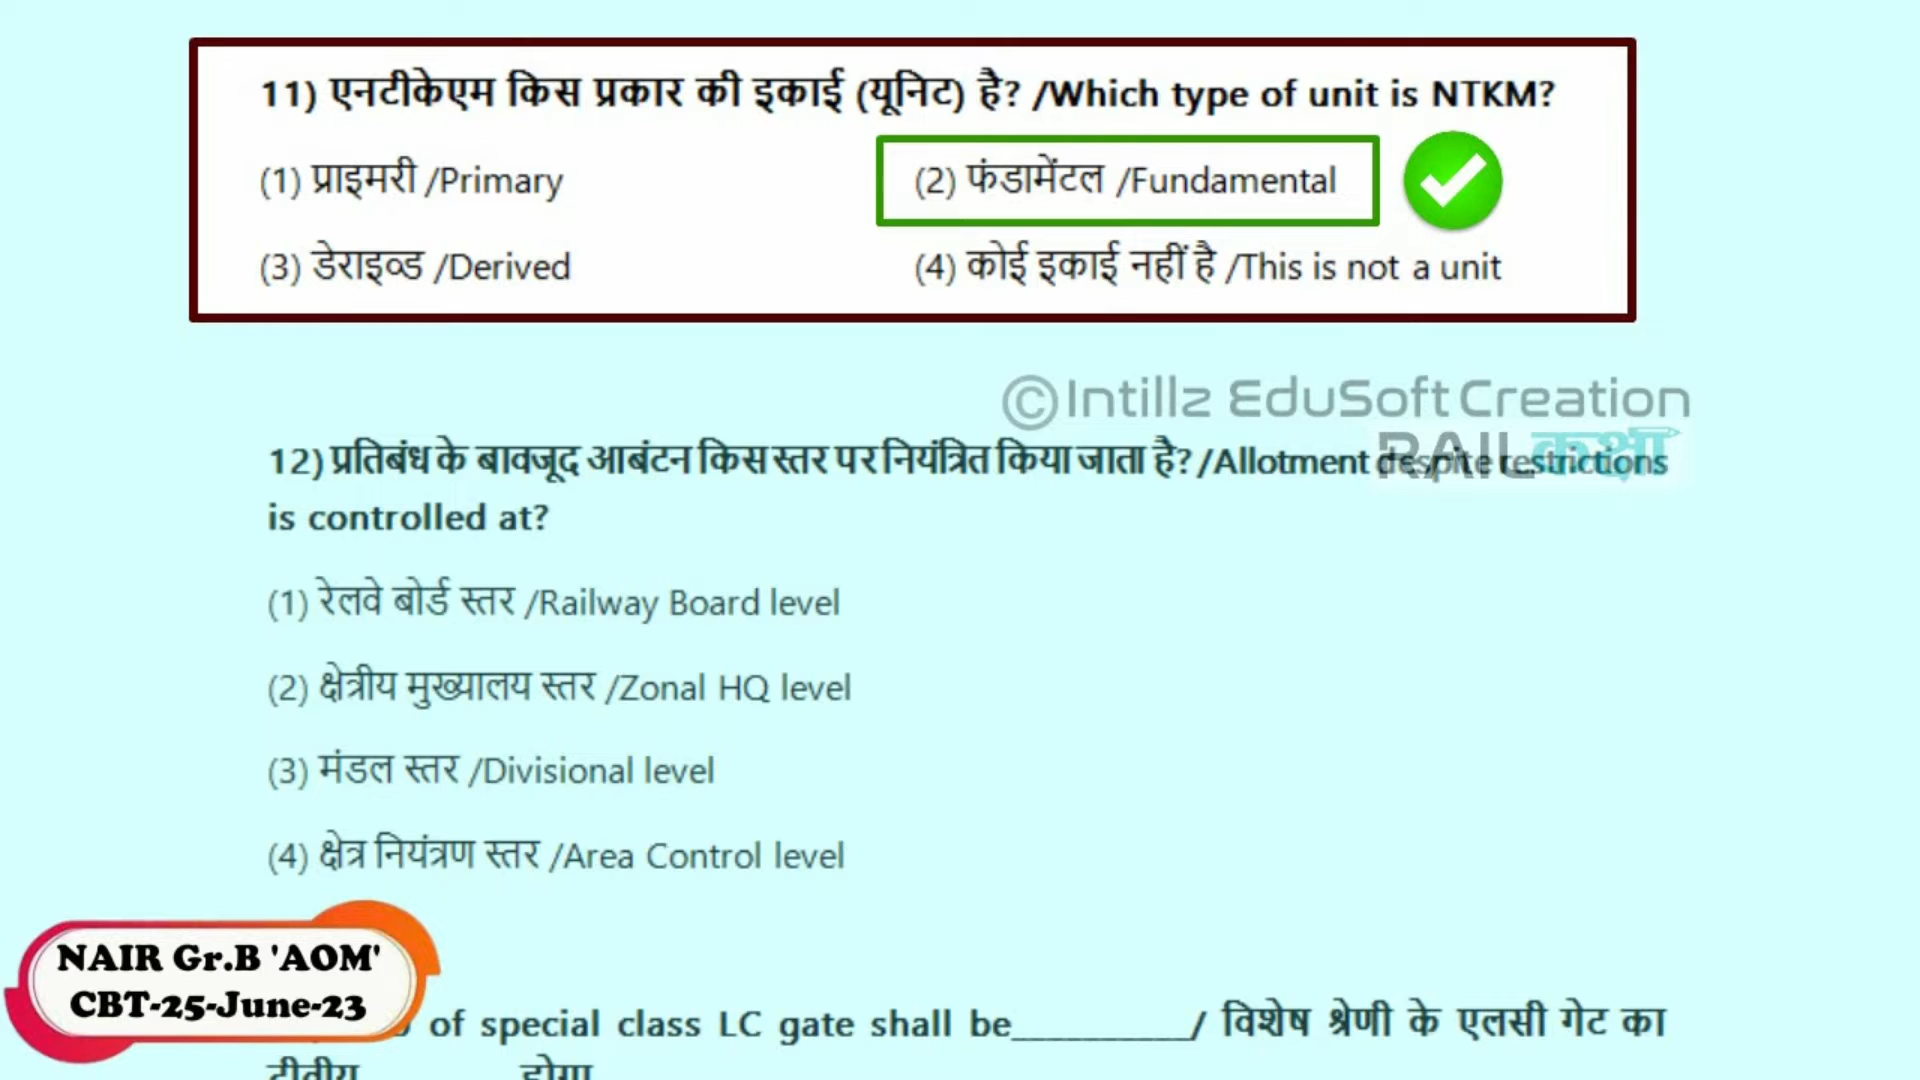 11) एनटीकेएम किस प्रकार की इकाई (यूनिट) है? /Which type of unit is NTKM?
(1) प्राइमरी /Primary
(2) फंडामेंटल /Fundamental
(3) डेराइव्ड /Derived
(4) कोई इकाई नहीं है /This is not a unit
©Intillz EduSoft Creation
RAILकक्षा
12) प्रतिबंध के बावजूद आबंटन किस स्तर पर नियंत्रित किया जाता है? /Allotment despite restrictions
is controlled at?
(1) रेलवे बोर्ड स्तर /Railway Board level
(2) क्षेत्रीय मुख्यालय स्तर /Zonal HQ level
(3) मंडल स्तर /Divisional level
(4) क्षेत्र नियंत्रण स्तर /Area Control level
NAIR Gr.B 'AOM'
CBT-25-June-23
of special class LC gate shall be__________/ विशेष श्रेणी के एलसी गेट का
टीवीयू ________ होगा